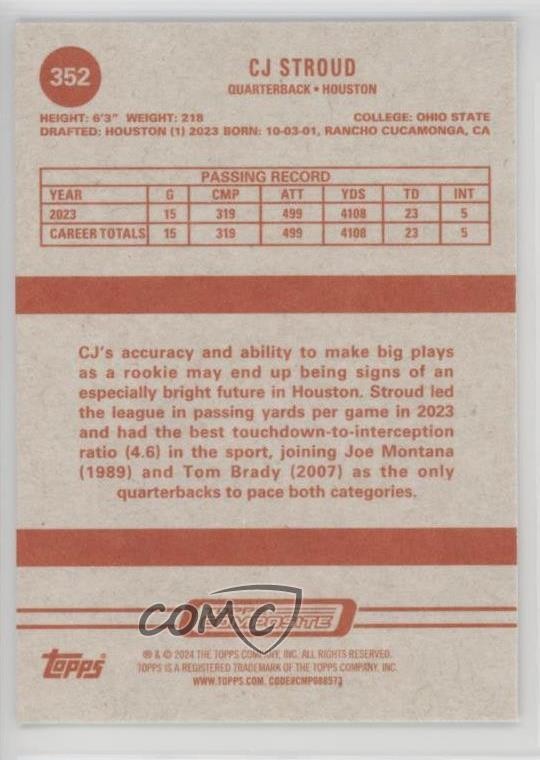 352
CJ STROUD
QUARTERBACK • HOUSTON
HEIGHT: 6'3" WEIGHT: 218 COLLEGE: OHIO STATE
DRAFTED: HOUSTON (1) 2023 BORN: 10-03-01, RANCHO CUCAMONGA, CA
PASSING RECORD
YEAR G CMP ATT YDS TD INT
2023 15 319 499 4108 23 5
CAREER TOTALS 15 319 499 4108 23 5
CJ's accuracy and ability to make big plays
as a rookie may end up being signs of an
especially bright future in Houston. Stroud led
the league in passing yards per game in 2023
and had the best touchdown-to-interception
ratio (4.6) in the sport, joining Joe Montana
(1989) and Tom Brady (2007) as the only
quarterbacks to pace both categories.
COMC
COMPOSITE
topps
® & © 2024 THE TOPPS COMPANY, INC. ALL RIGHTS RESERVED.
TOPPS IS A REGISTERED TRADEMARK OF THE TOPPS COMPANY, INC.
WWW.TOPPS.COM CODE#CMP088573